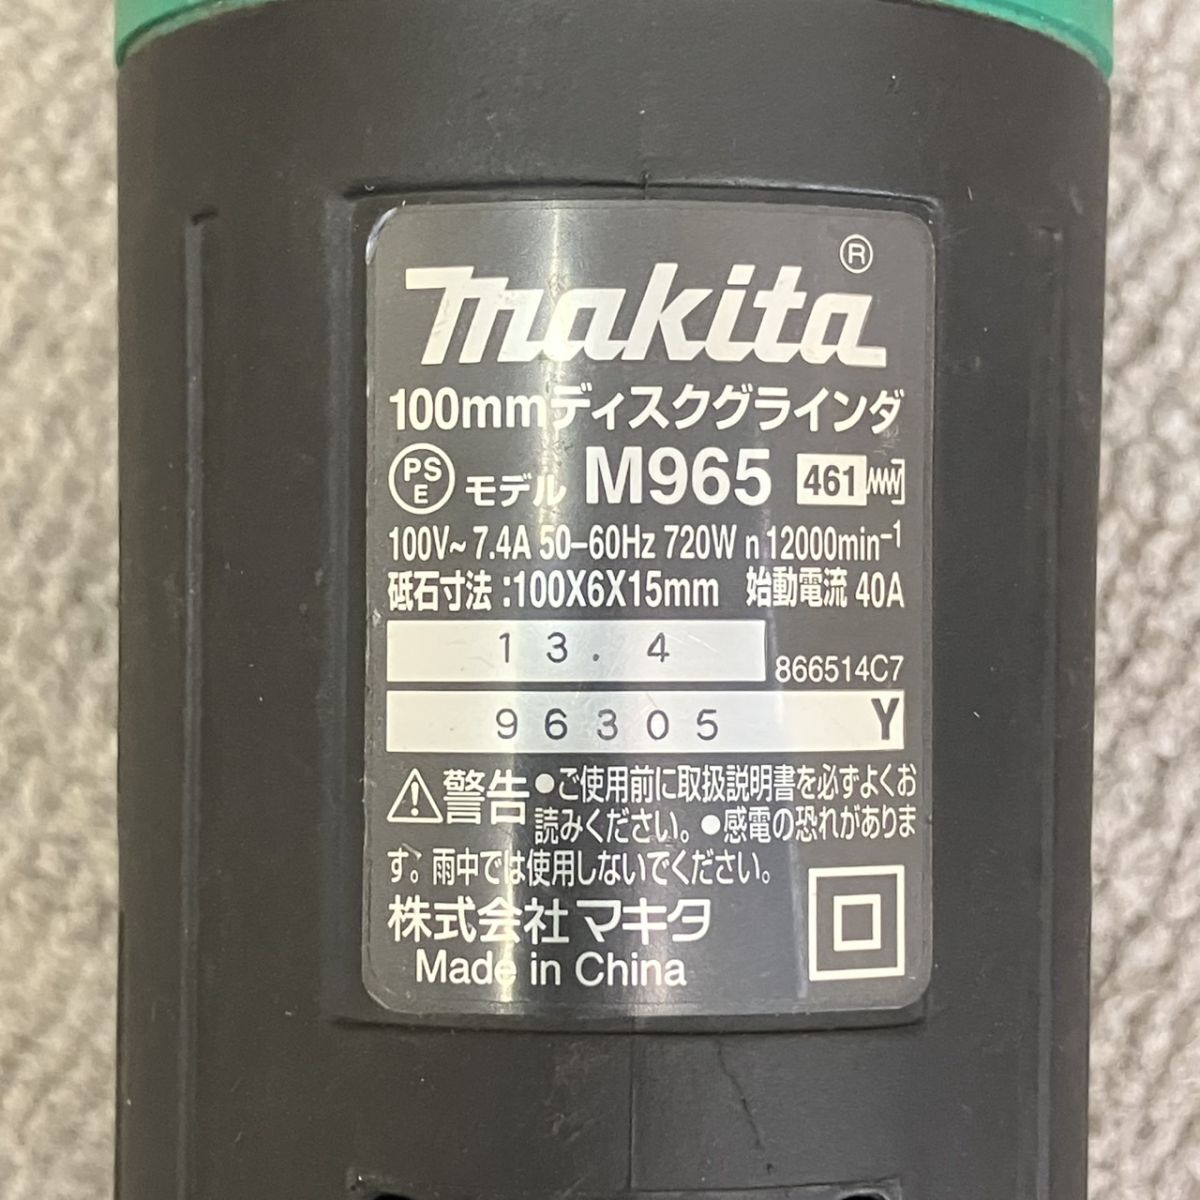 makita®
100mmディスクグラインダ
PSE モデル M965 461
100V~ 7.4A 50-60Hz 720W n 12000min⁻¹
砥石寸法:100X6X15mm 始動電流 40A
13.4 866514C7
96305 Y
警告 ●ご使用前に取扱説明書を必ずよくお
読みください。●感電の恐れがありま
す。雨中では使用しないでください。
株式会社 マキタ
Made in China